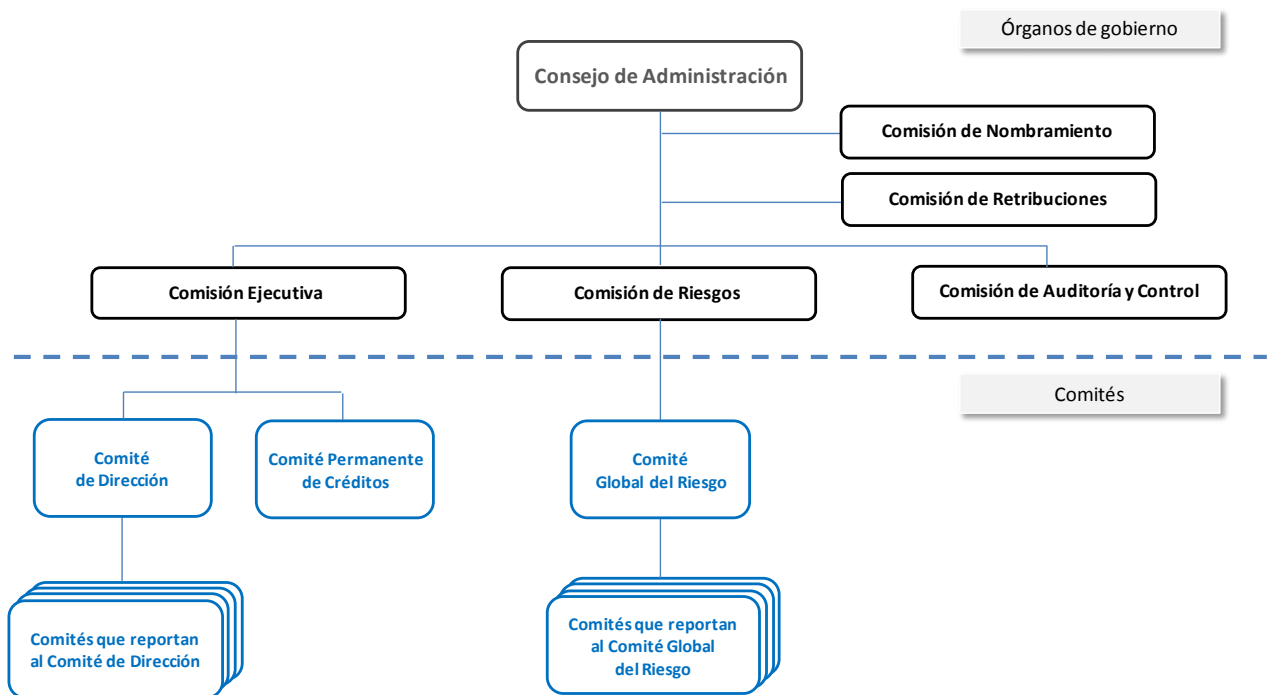 Órganos de gobierno
Consejo de Administración
Comisión de Nombramiento
Comisión de Retribuciones
Comisión Ejecutiva
Comisión de Riesgos
Comisión de Auditoría y Control
Comités
Comité
de Dirección
Comité Permanente
de Créditos
Comité
Global del Riesgo
Comités que reportan
al Comité de Dirección
Comités que reportan
al Comité Global
del Riesgo